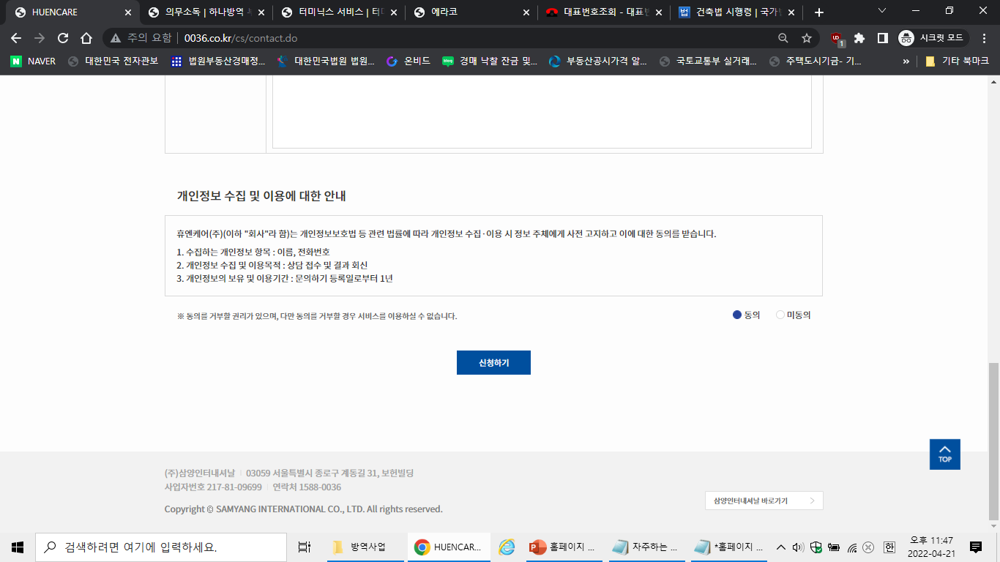 HUENCARE
의무소독 | 하나방역
터미닉스 서비스 | 터미
에라코
대표번호조회 - 대표번
건축법 시행령 | 국가법
주의 요함
0036.co.kr/cs/contact.do
시크릿 모드
NAVER
대한민국 전자관보
법원부동산경매정...
대한민국법원 법원...
온비드
경매 낙찰 잔금 및...
부동산공시가격 알...
국토교통부 실거래...
주택도시기금- 기...
»
기타 북마크
개인정보 수집 및 이용에 대한 안내
휴엔케어(주)(이하 "회사"라 함)는 개인정보보호법 등 관련 법률에 따라 개인정보 수집·이용 시 정보 주체에게 사전 고지하고 이에 대한 동의를 받습니다.
1. 수집하는 개인정보 항목 : 이름, 전화번호
2. 개인정보 수집 및 이용목적 : 상담 접수 및 결과 회신
3. 개인정보의 보유 및 이용기간 : 문의하기 등록일로부터 1년
※ 동의를 거부할 권리가 있으며, 다만 동의를 거부할 경우 서비스를 이용하실 수 없습니다.
동의
미동의
신청하기
TOP
(주)삼양인터내셔날 | 03059 서울특별시 종로구 계동길 31, 보헌빌딩
사업자번호 217-81-09699 | 연락처 1588-0036
Copyright © SAMYANG INTERNATIONAL CO., LTD. All rights reserved.
삼양인터내셔날 바로가기
검색하려면 여기에 입력하세요.
방역사업
HUENCARE...
홈페이지 ...
자주하는 ...
*홈페이지 ...
한
오후 11:47
2022-04-21